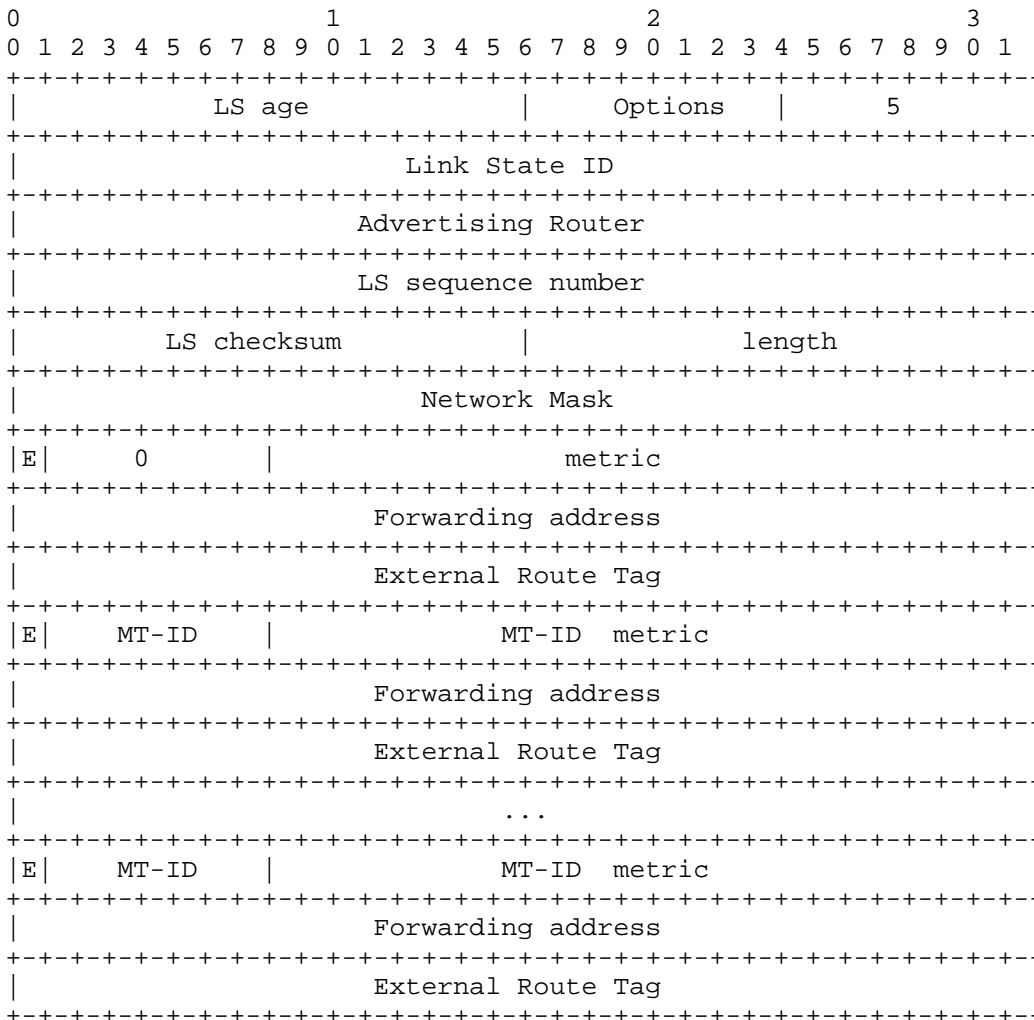 0                   1                   2                   3
0 1 2 3 4 5 6 7 8 9 0 1 2 3 4 5 6 7 8 9 0 1 2 3 4 5 6 7 8 9 0 1
+-+-+-+-+-+-+-+-+-+-+-+-+-+-+-+-+-+-+-+-+-+-+-+-+-+-+-+-+-+-+-+-
|            LS age             |     Options   |      5
+-+-+-+-+-+-+-+-+-+-+-+-+-+-+-+-+-+-+-+-+-+-+-+-+-+-+-+-+-+-+-+-
|                        Link State ID
+-+-+-+-+-+-+-+-+-+-+-+-+-+-+-+-+-+-+-+-+-+-+-+-+-+-+-+-+-+-+-+-
|                     Advertising Router
+-+-+-+-+-+-+-+-+-+-+-+-+-+-+-+-+-+-+-+-+-+-+-+-+-+-+-+-+-+-+-+-
|                     LS sequence number
+-+-+-+-+-+-+-+-+-+-+-+-+-+-+-+-+-+-+-+-+-+-+-+-+-+-+-+-+-+-+-+-
|         LS checksum           |             length
+-+-+-+-+-+-+-+-+-+-+-+-+-+-+-+-+-+-+-+-+-+-+-+-+-+-+-+-+-+-+-+-
|                         Network Mask
+-+-+-+-+-+-+-+-+-+-+-+-+-+-+-+-+-+-+-+-+-+-+-+-+-+-+-+-+-+-+-+-
|E|     0       |                  metric
+-+-+-+-+-+-+-+-+-+-+-+-+-+-+-+-+-+-+-+-+-+-+-+-+-+-+-+-+-+-+-+-
|                      Forwarding address
+-+-+-+-+-+-+-+-+-+-+-+-+-+-+-+-+-+-+-+-+-+-+-+-+-+-+-+-+-+-+-+-
|                      External Route Tag
+-+-+-+-+-+-+-+-+-+-+-+-+-+-+-+-+-+-+-+-+-+-+-+-+-+-+-+-+-+-+-+-
|E|    MT-ID    |              MT-ID  metric
+-+-+-+-+-+-+-+-+-+-+-+-+-+-+-+-+-+-+-+-+-+-+-+-+-+-+-+-+-+-+-+-
|                      Forwarding address
+-+-+-+-+-+-+-+-+-+-+-+-+-+-+-+-+-+-+-+-+-+-+-+-+-+-+-+-+-+-+-+-
|                      External Route Tag
+-+-+-+-+-+-+-+-+-+-+-+-+-+-+-+-+-+-+-+-+-+-+-+-+-+-+-+-+-+-+-+-
|                              ...
+-+-+-+-+-+-+-+-+-+-+-+-+-+-+-+-+-+-+-+-+-+-+-+-+-+-+-+-+-+-+-+-
|E|    MT-ID    |              MT-ID  metric
+-+-+-+-+-+-+-+-+-+-+-+-+-+-+-+-+-+-+-+-+-+-+-+-+-+-+-+-+-+-+-+-
|                      Forwarding address
+-+-+-+-+-+-+-+-+-+-+-+-+-+-+-+-+-+-+-+-+-+-+-+-+-+-+-+-+-+-+-+-
|                      External Route Tag
+-+-+-+-+-+-+-+-+-+-+-+-+-+-+-+-+-+-+-+-+-+-+-+-+-+-+-+-+-+-+-+-